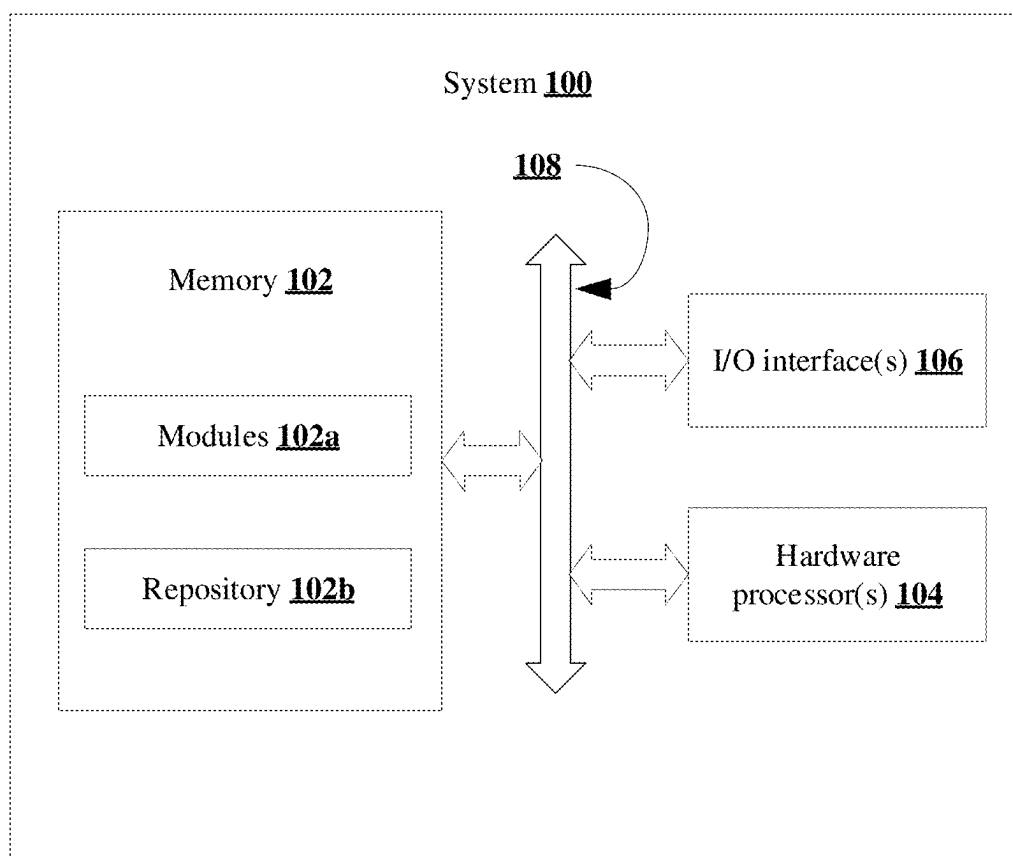 System 100
108
Memory 102
I/O interface(s) 106
Modules 102a
Hardware
processor(s) 104
Repository 102b